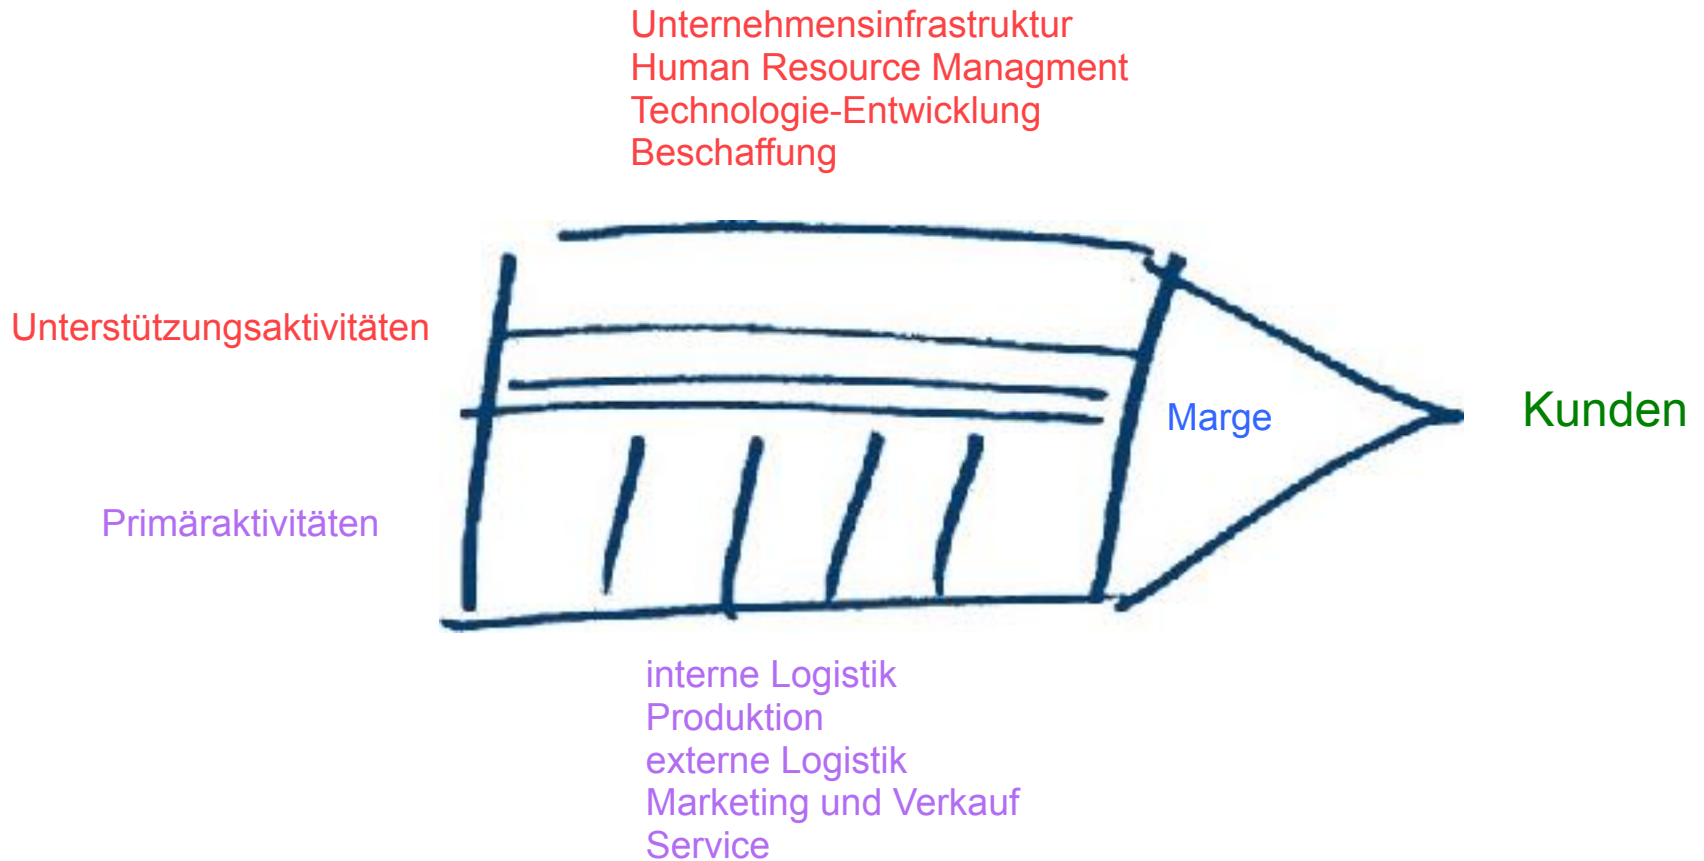 Unternehmensinfrastruktur
Human Resource Managment
Technologie-Entwicklung
Beschaffung
Unterstützungsaktivitäten
Marge
Kunden
Primäraktivitäten
interne Logistik
Produktion
externe Logistik
Marketing und Verkauf
Service